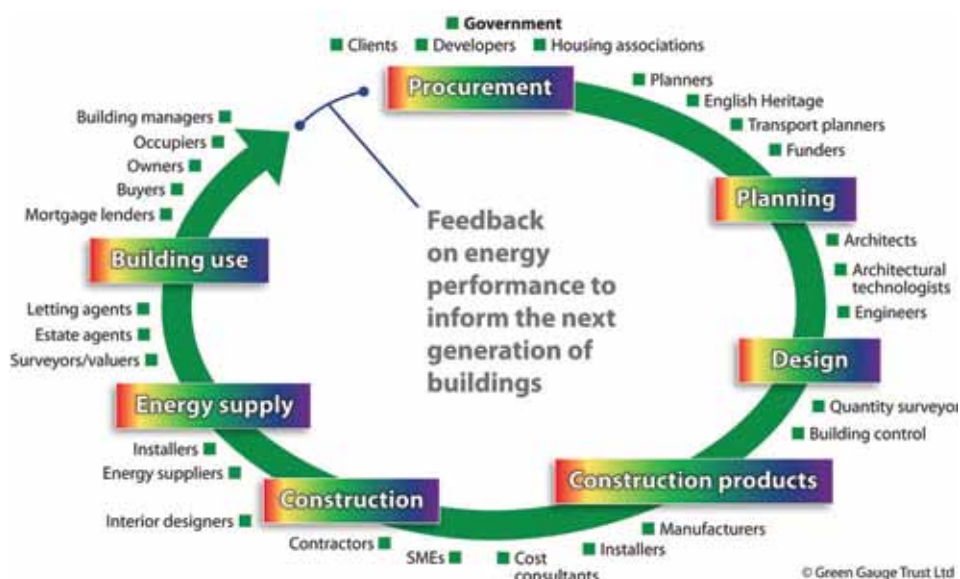 Government
Clients
Developers
Housing associations
Procurement
Planners
English Heritage
Transport planners
Funders
Planning
Architects
Architectural
technologists
Engineers
Design
Quantity surveyor
Building control
Construction products
Manufacturers
Installers
Cost
consultants
SMEs
Contractors
Interior designers
Construction
Energy suppliers
Installers
Energy supply
Surveyors/valuers
Estate agents
Letting agents
Building use
Mortgage lenders
Buyers
Owners
Occupiers
Building managers
Feedback
on energy
performance to
inform the next
generation of
buildings
© Green Gauge Trust Ltd